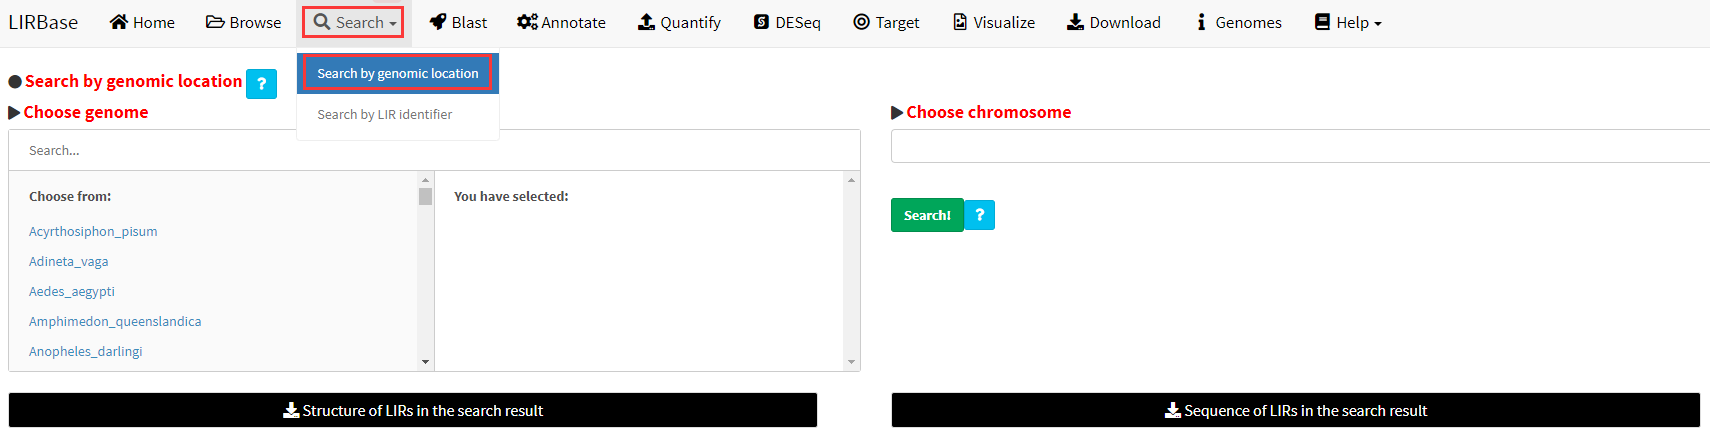 LIRBase Home Browse Search Blast Annotate Quantify DESeq Target Visualize Download Genomes Help
Search by genomic location
Search by LIR identifier
Search by genomic location ?
Choose genome
Search...
Choose from:
Acyrthosiphon_pisum
Adineta_vaga
Aedes_aegypti
Amphimedon_queenslandica
Anopheles_darlingi
You have selected:
Choose chromosome
Search! ?
Structure of LIRs in the search result
Sequence of LIRs in the search result